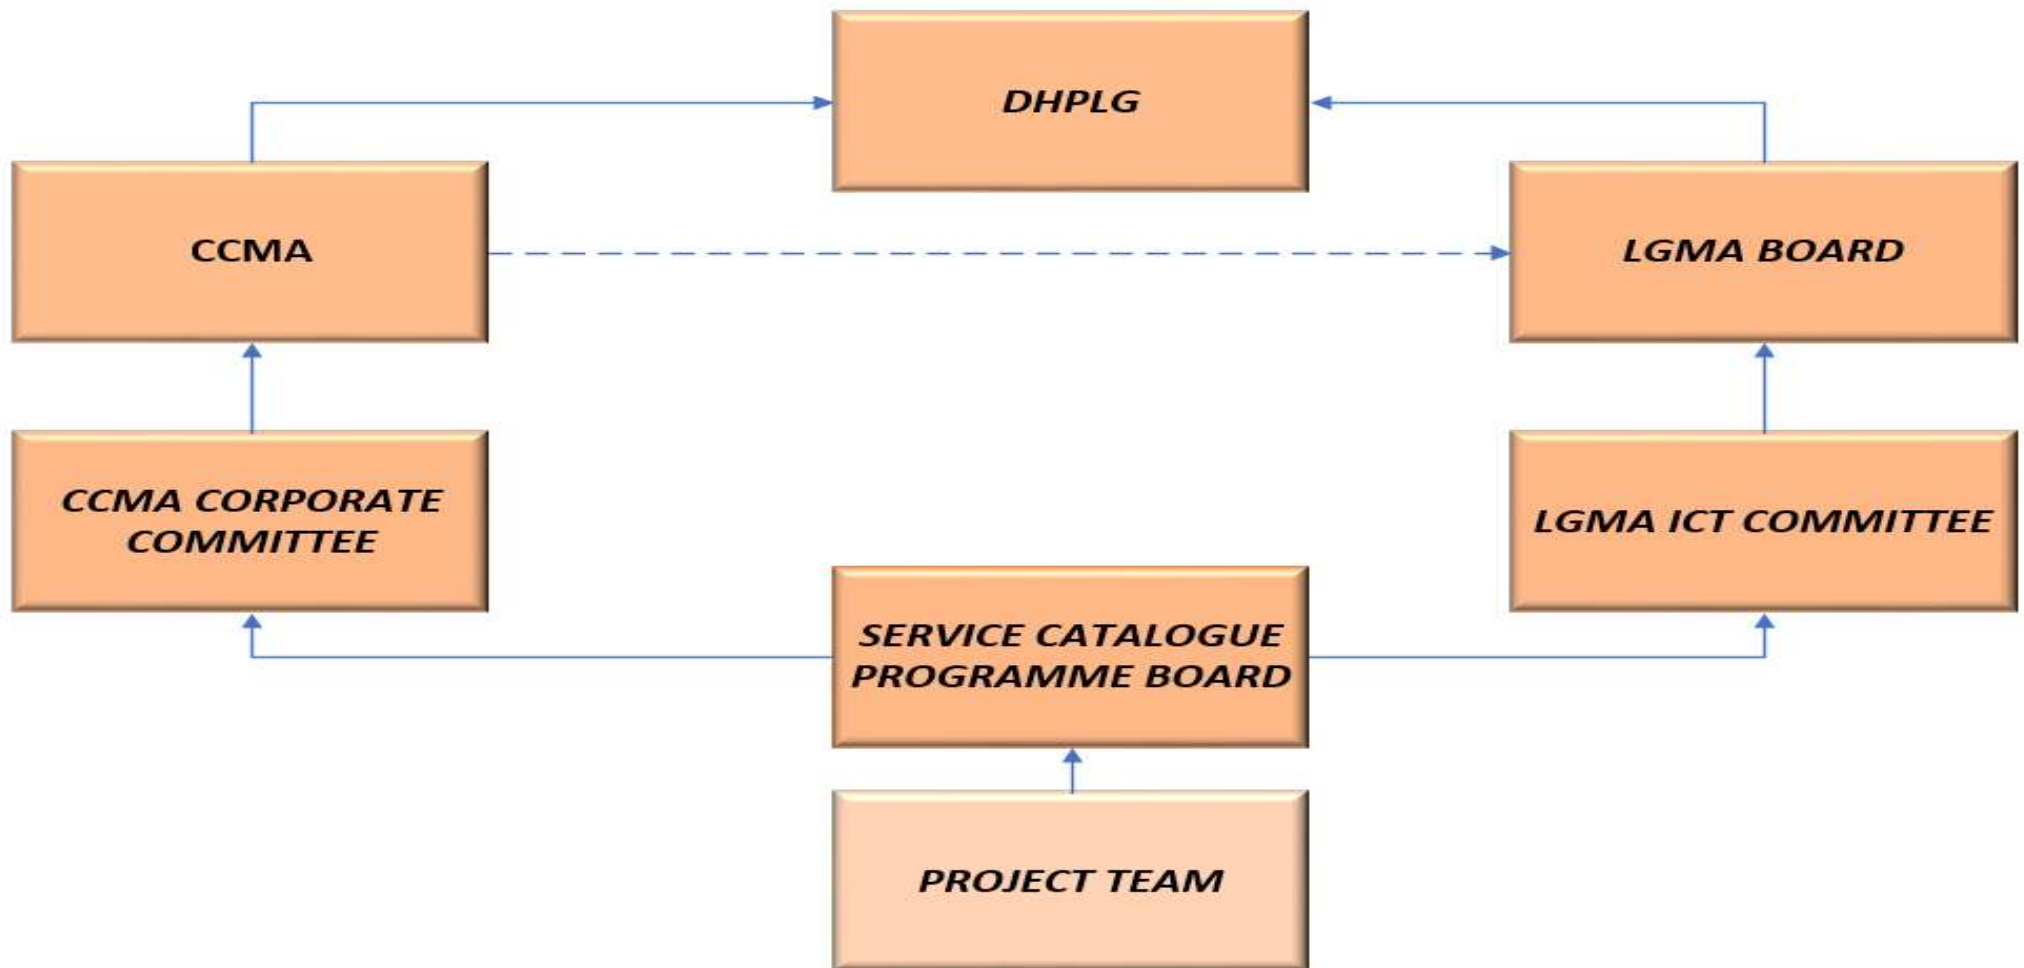 DHPLG
CCMA
LGMA BOARD
CCMA CORPORATE
COMMITTEE
LGMA ICT COMMITTEE
SERVICE CATALOGUE
PROGRAMME BOARD
PROJECT TEAM